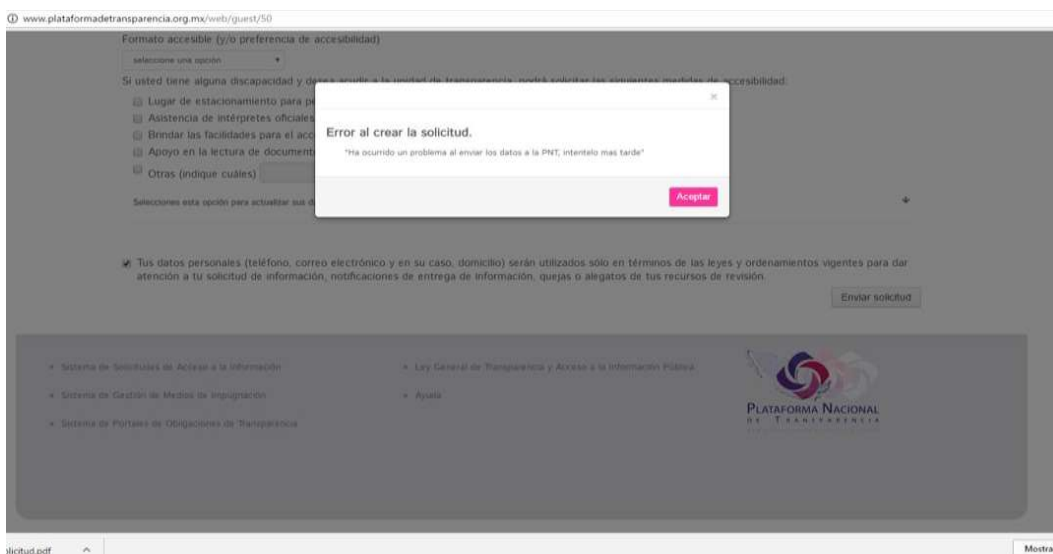 www.plataformadetransparencia.org.mx/web/guest/50
Formato accesible (y/o preferencia de accesibilidad)
seleccione una opción
Si usted tiene alguna discapacidad y desea acudir a la unidad de transparencia, podrá solicitar las siguientes medidas de accesibilidad:
Lugar de estacionamiento para
Asistencia de intérpretes oficiales
Brindar las facilidades para el
Apoyo en la lectura de
Otras (indique cuáles)
esta opción para actualizar sus
×
Error al crear la solicitud.
"Ha ocurrido un problema al enviar los datos a la PNT, intentelo mas tarde"
Aceptar
Tus datos personales (teléfono, correo electrónico y en su caso, domicilio) serán utilizados sólo en términos de las leyes y ordenamientos vigentes para dar
atención a tu solicitud de información, notificaciones de entrega de información, quejas o alegatos de tus recursos de revisión.
Enviar solicitud
Sistema de Solicitudes de Acceso a la Información
Ley General de Transparencia y Acceso a la Información Pública
Sistema de Gestión de Medios de Impugnación
Ayuda
Sistema de Portales de Obligaciones de Transparencia
PLATAFORMA NACIONAL
DE TRANSPARENCIA
licitud.pdf
Mostra